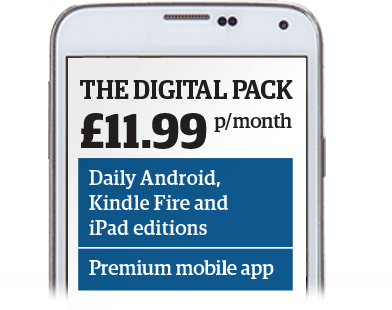 THE DIGITAL PACK
£11.99 p/month
Daily Android,
Kindle Fire and
iPad editions
Premium mobile app